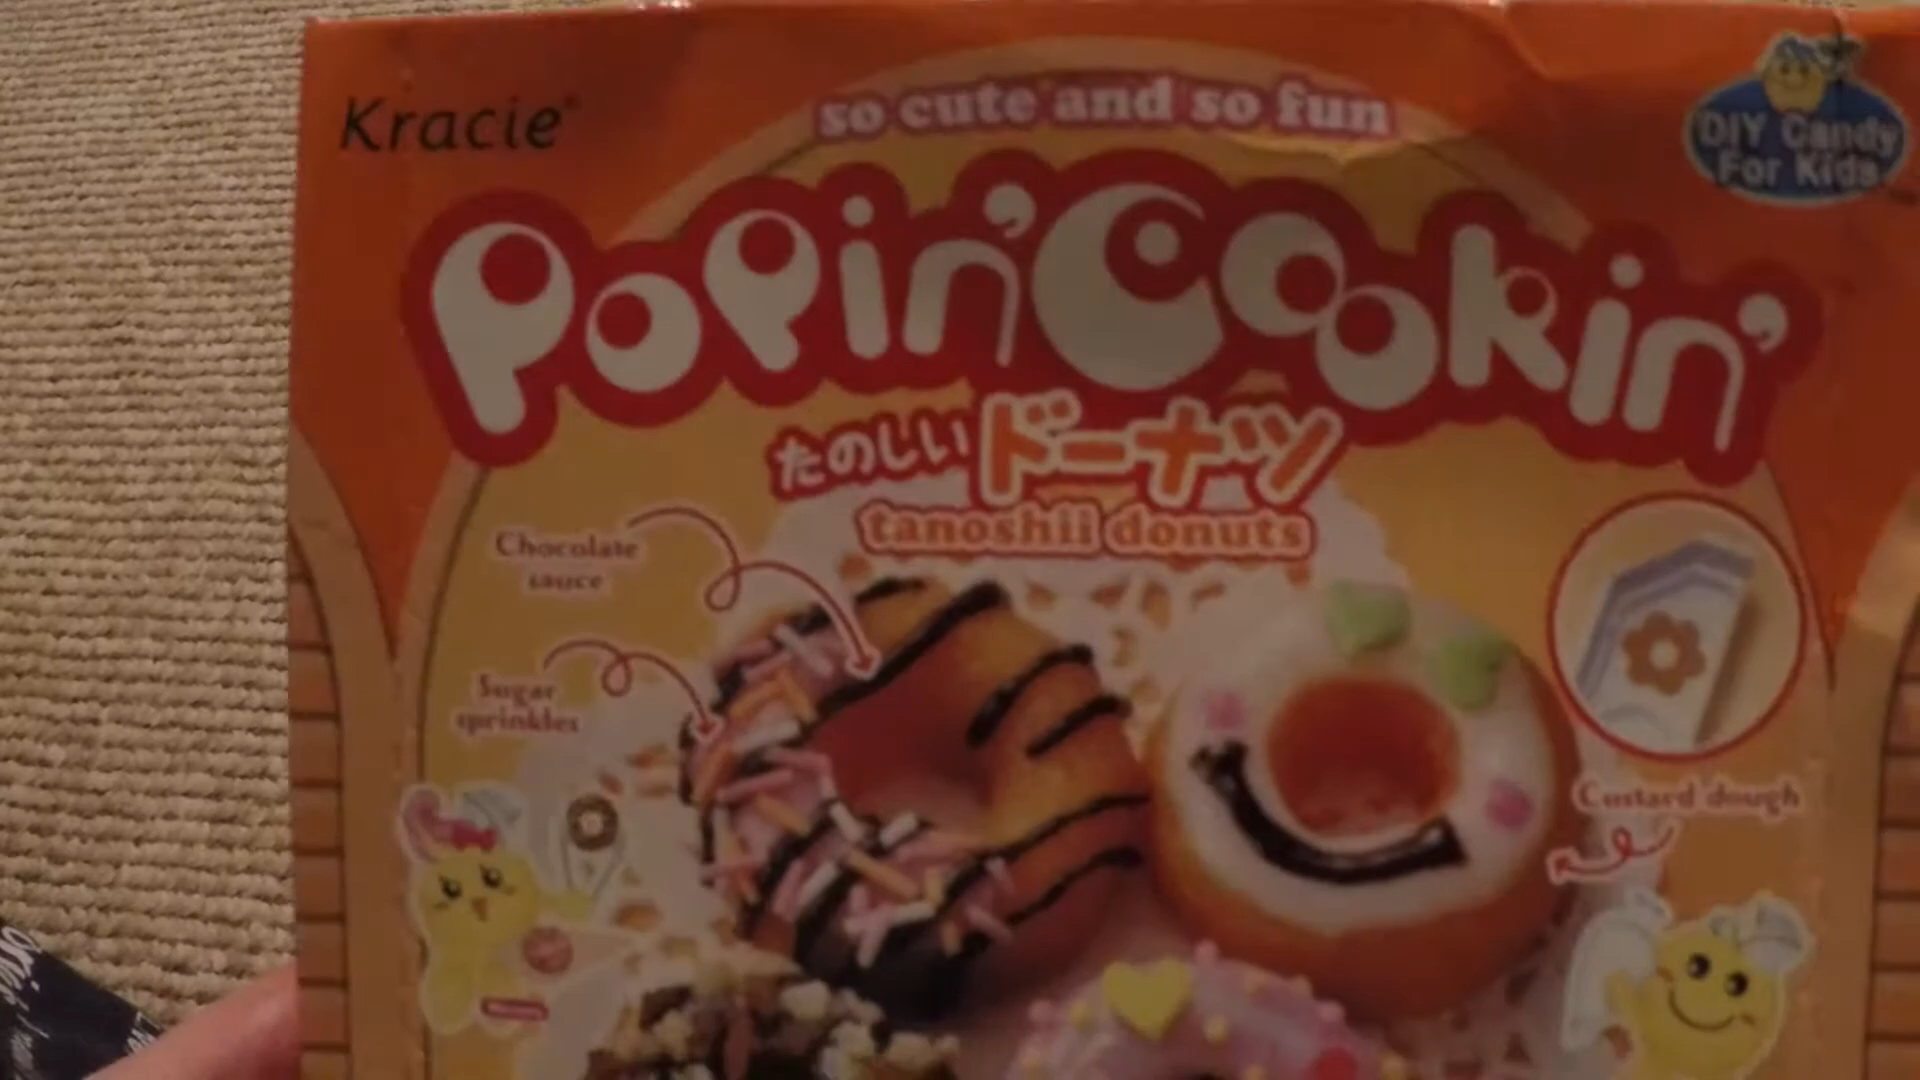 Kracie
so cute and so fun
DIY Candy
For Kids
Popin' Cookin'
たのしい ドーナツ
tanoshii donuts
Chocolate
sauce
Sugar
sprinkles
Custard dough